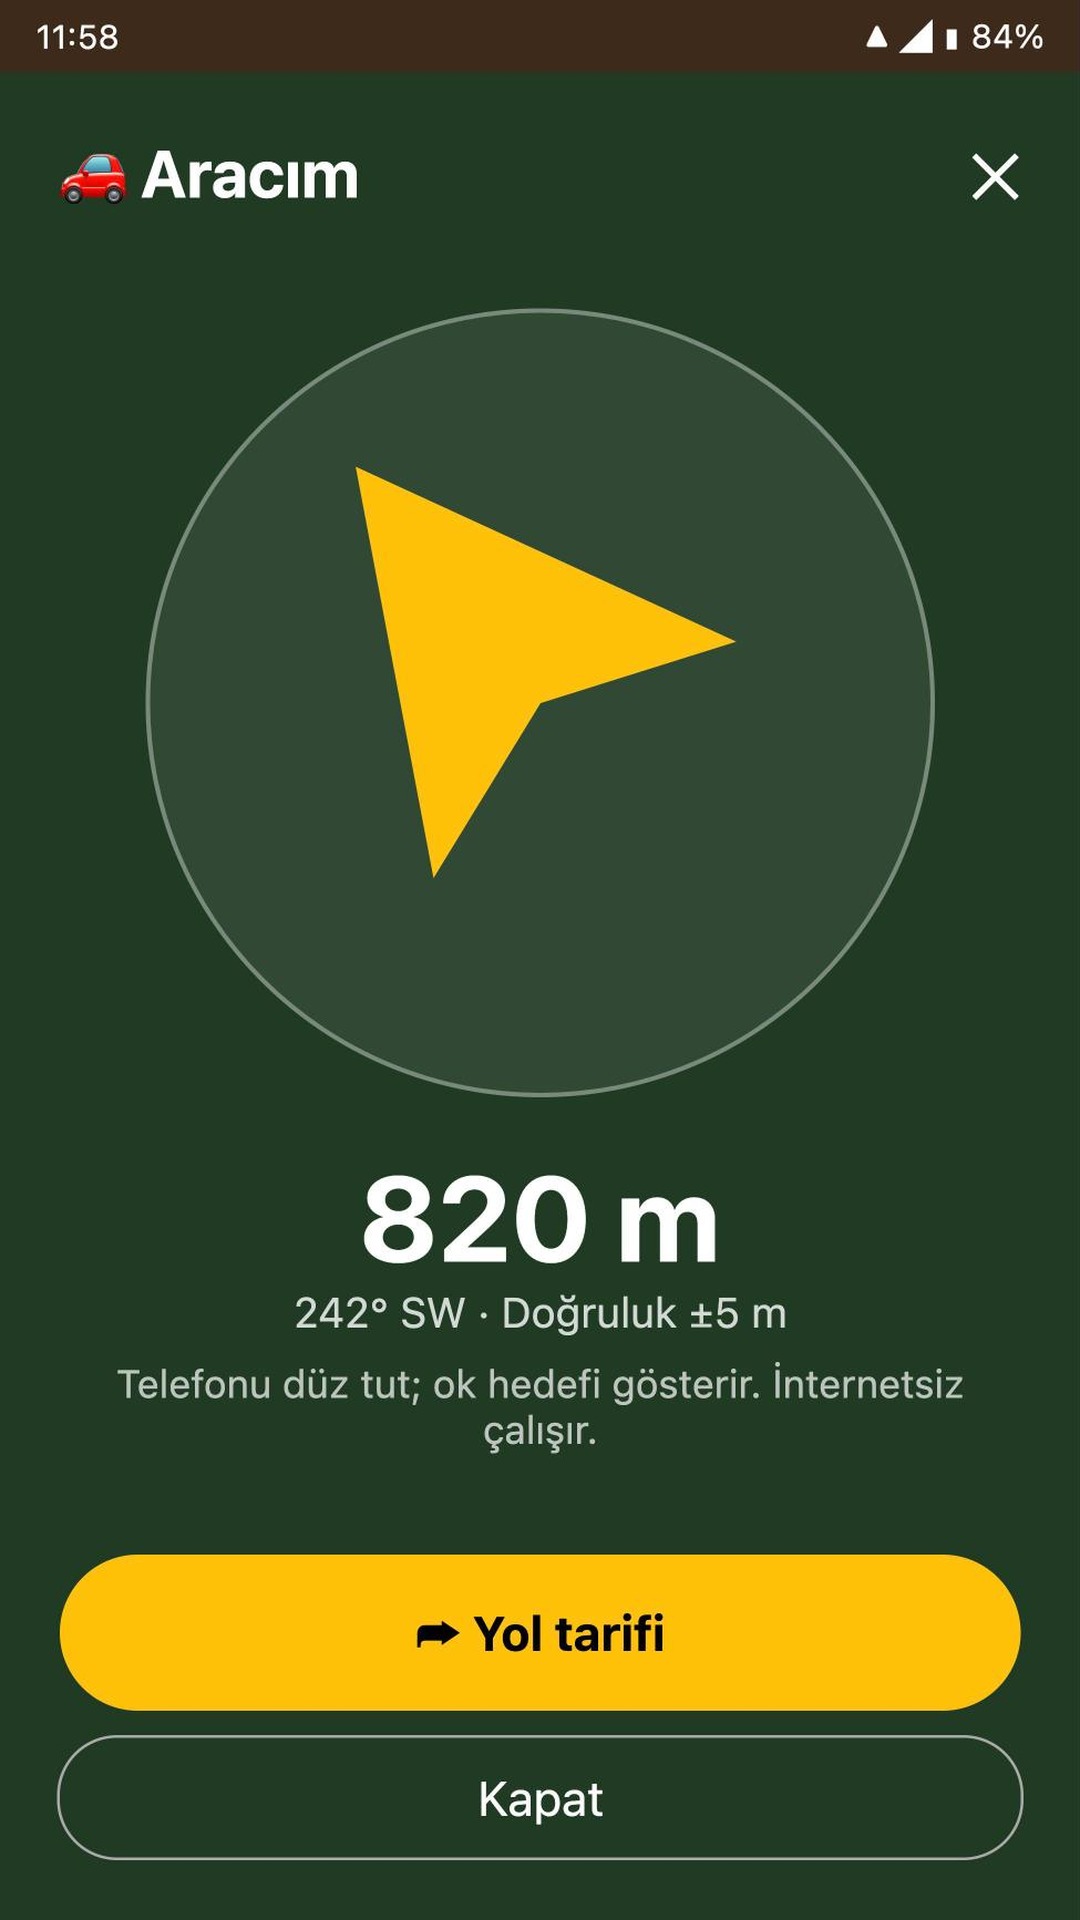 11:58
84%
Aracım
820 m
242° SW · Doğruluk ±5 m
Telefonu düz tut; ok hedefi gösterir. İnternetsiz
çalışır.
Yol tarifi
Kapat